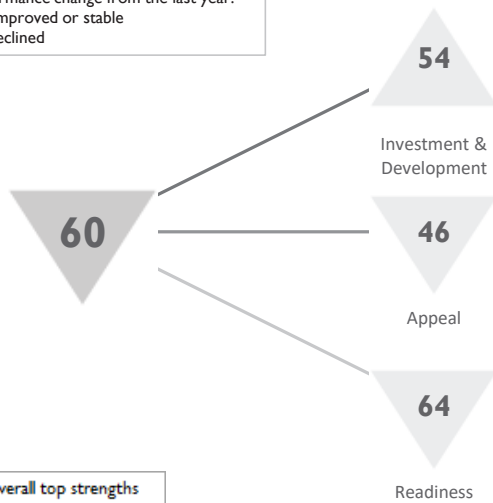 change from the last year:
mproved or stable
eclined
54
Investment &
Development
60
46
Appeal
64
verall top strengths
Readiness